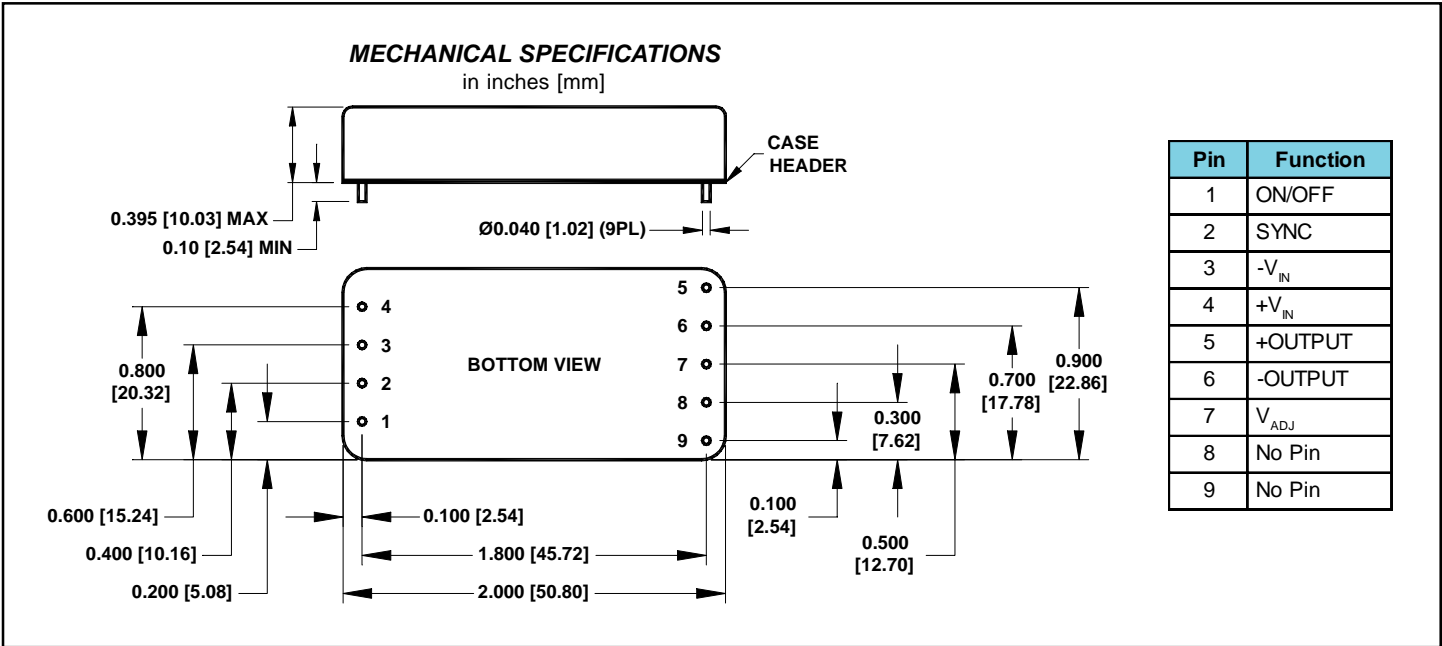 MECHANICAL SPECIFICATIONS
in inches [mm]
CASE
HEADER
0.395 [10.03] MAX
0.10 [2.54] MIN
Ø0.040 [1.02] (9PL)
4
3
2
1
BOTTOM VIEW
5
6
7
8
9
0.800
[20.32]
0.600 [15.24]
0.400 [10.16]
0.200 [5.08]
0.100 [2.54]
1.800 [45.72]
2.000 [50.80]
0.100
[2.54]
0.300
[7.62]
0.500
[12.70]
0.700
[17.78]
0.900
[22.86]
Pin Function
1 ON/OFF
2 SYNC
3 -VIN
4 +VIN
5 +OUTPUT
6 -OUTPUT
7 VADJ
8 No Pin
9 No Pin